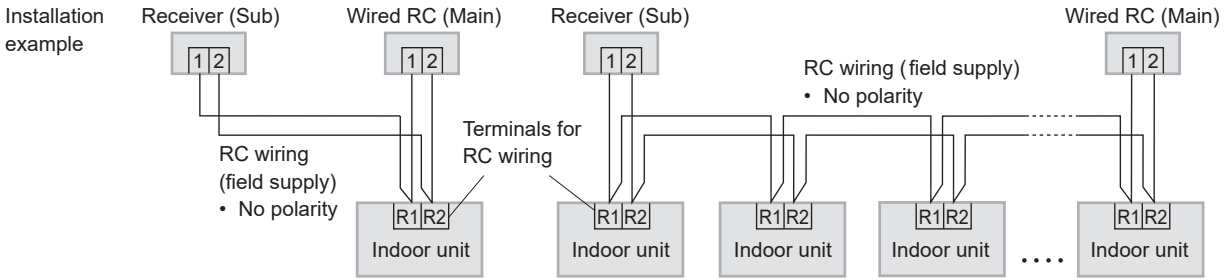 Installation
example
Receiver (Sub)
Wired RC (Main)
Receiver (Sub)
Wired RC (Main)
1 2
1 2
1 2
1 2
RC wiring (field supply)
• No polarity
Terminals for
RC wiring
RC wiring
(field supply)
• No polarity
R1 R2
R1 R2
R1 R2
R1 R2
R1 R2
Indoor unit
Indoor unit
Indoor unit
Indoor unit
....
Indoor unit